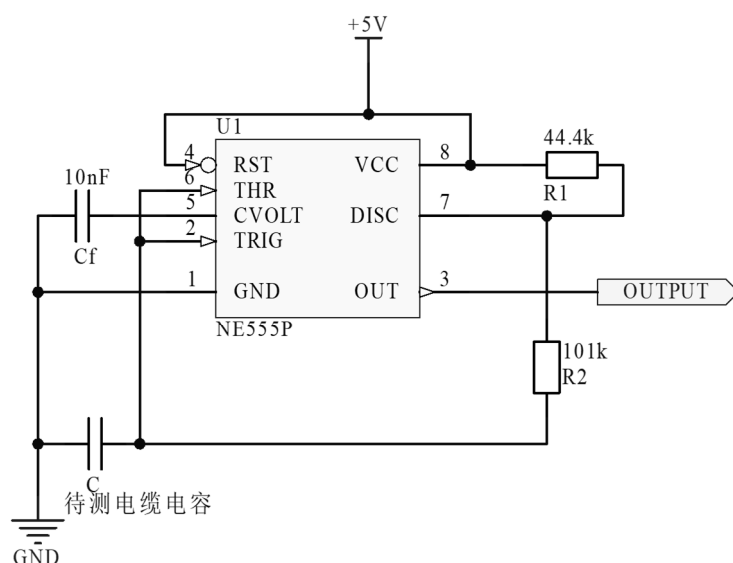 +5V
U1
44.4k
4
RST
VCC
8
10nF
6
THR
R1
5
CVOLT
DISC
7
Cf
2
TRIG
1
GND
OUT
3
OUTPUT
NE555P
101k
R2
C
待测电缆电容
GND